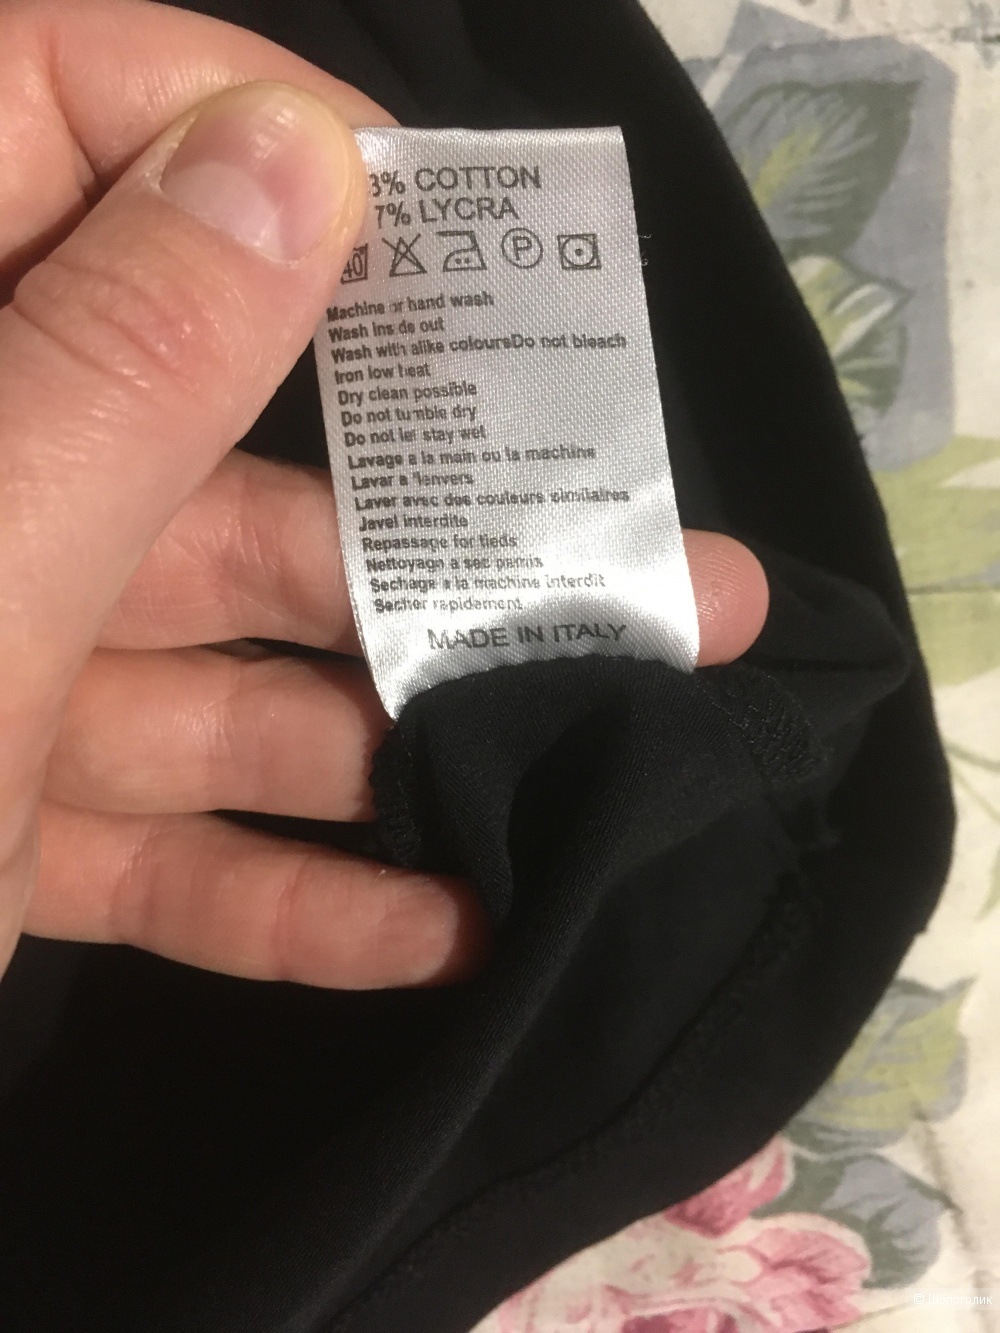 3% COTTON
7% LYCRA
40 P
Machine or hand wash
Wash ins de out
Wash with alike coloursDo not bleach
Iron low heat
Dry clean possible
Do not tumble dry
Do not let stay wet
Lavage a la main ou la machine
Lavar a 'lanvers
Laver avec des couleurs similaires
Javel interdite
Repassage for tieds
Nettoyage a sec permis
Sechage a la machine interdit
Secher rapidament
MADE IN ITALY